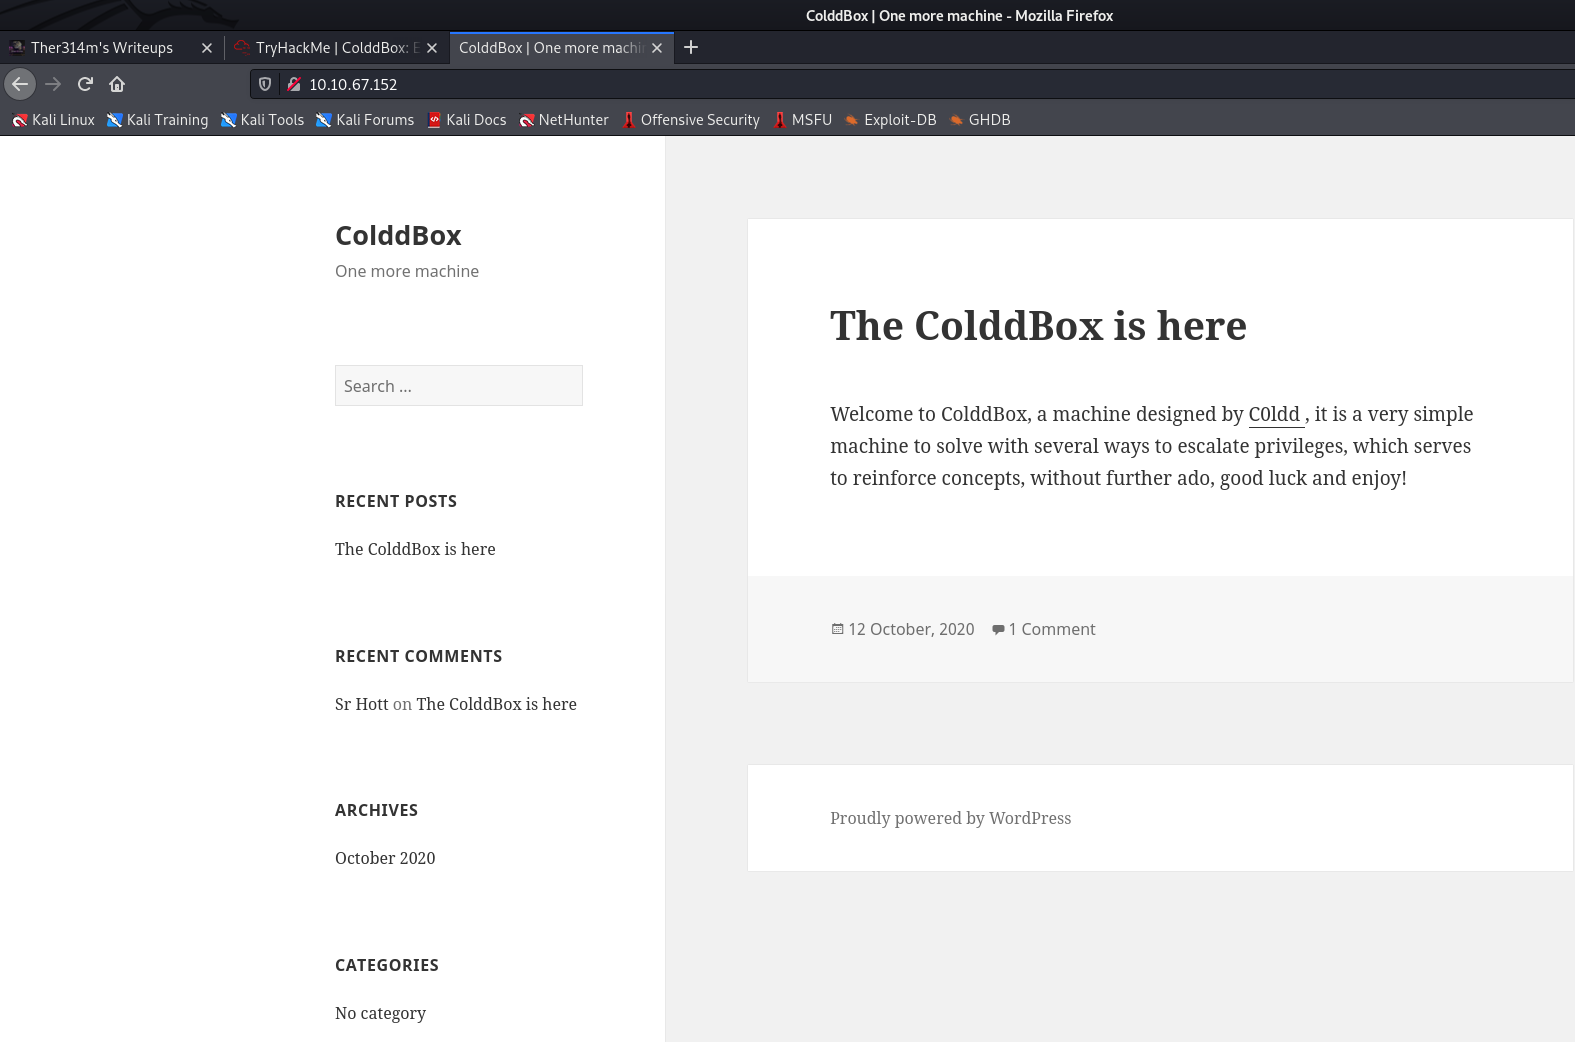 ColddBox | One more machine - Mozilla Firefox
Ther314m's Writeups
TryHackMe | ColddBox: E
ColddBox | One more machi
10.10.67.152
Kali Linux
Kali Training
Kali Tools
Kali Forums
Kali Docs
NetHunter
Offensive Security
MSFU
Exploit-DB
GHDB
ColddBox
One more machine
Search ...
RECENT POSTS
The ColddBox is here
RECENT COMMENTS
Sr Hott on The ColddBox is here
ARCHIVES
October 2020
CATEGORIES
No category
The ColddBox is here
Welcome to ColddBox, a machine designed by C0ldd , it is a very simple
machine to solve with several ways to escalate privileges, which serves
to reinforce concepts, without further ado, good luck and enjoy!
12 October, 2020
1 Comment
Proudly powered by WordPress